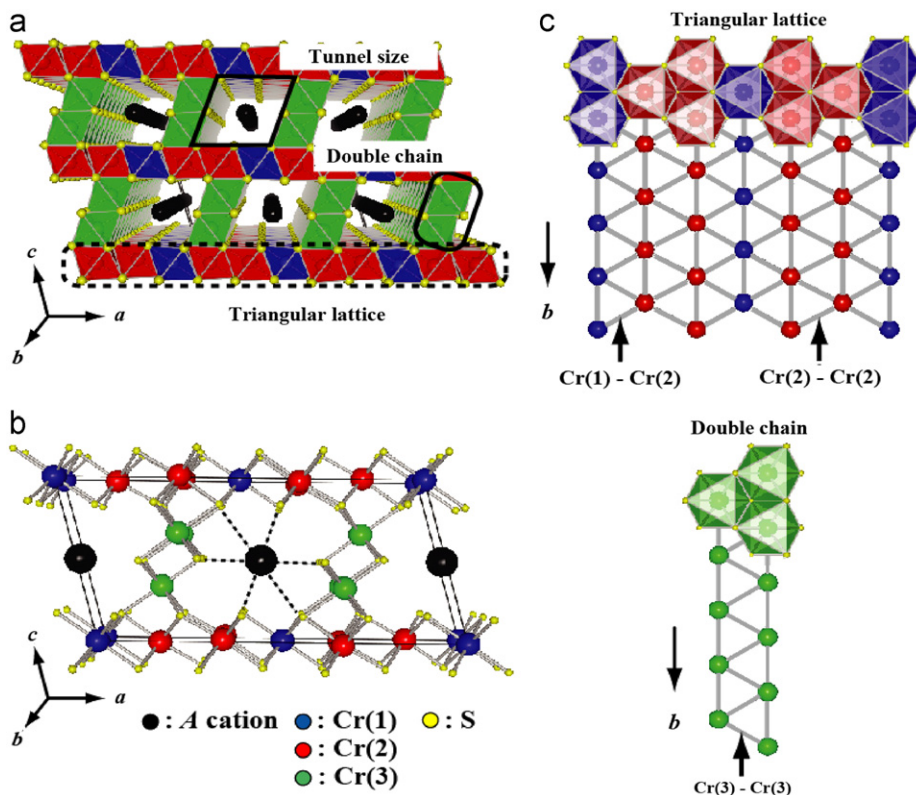 a
Tunnel size
Double chain
c
a
b
Triangular lattice
b
c
a
b
: A cation
: Cr(1)
: S
: Cr(2)
: Cr(3)
c
Triangular lattice
b
Cr(1) - Cr(2)
Cr(2) - Cr(2)
Double chain
b
Cr(3) - Cr(3)